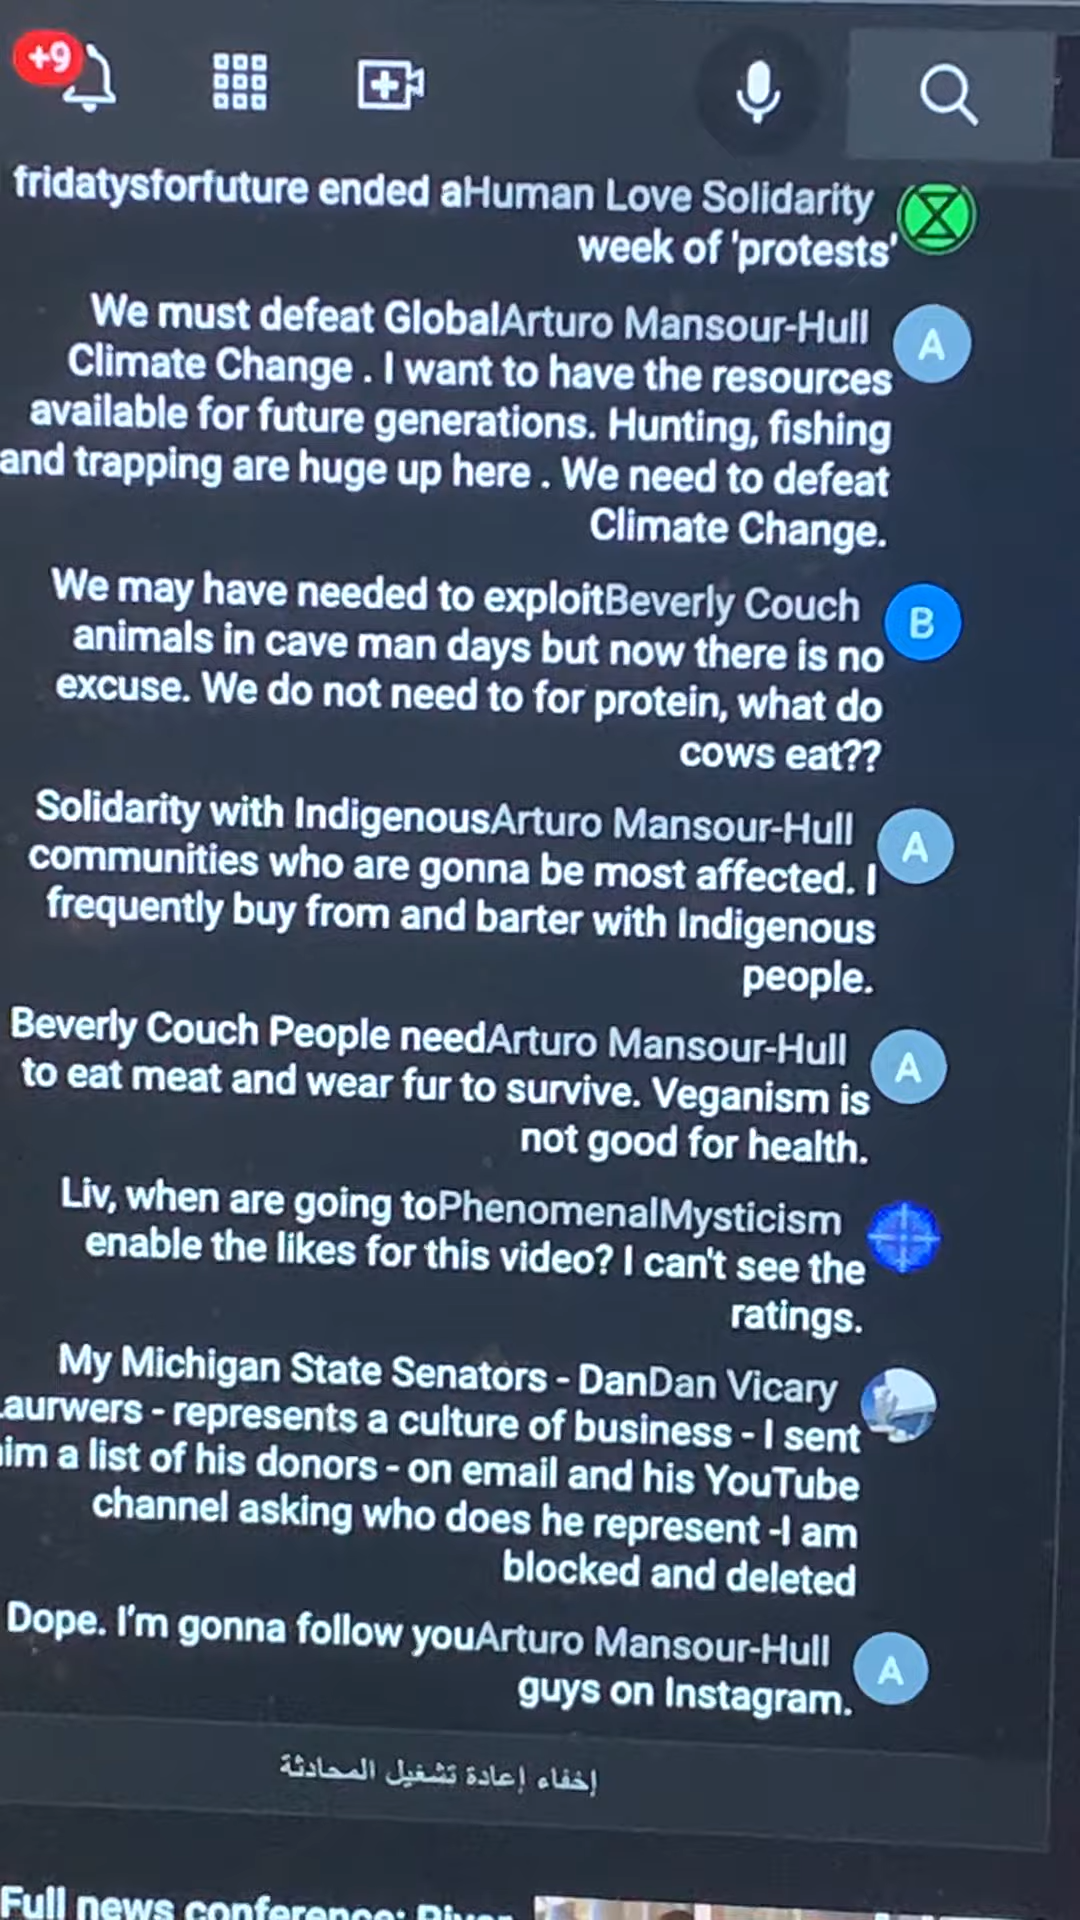 +9
fridatysforfuture ended aHuman Love Solidarity
week of 'protests'
We must defeat GlobalArturo Mansour-Hull
A
Climate Change . I want to have the resources
available for future generations. Hunting, fishing
and trapping are huge up here . We need to defeat
Climate Change.
We may have needed to exploitBeverly Couch
B
animals in cave man days but now there is no
excuse. We do not need to for protein, what do
cows eat??
Solidarity with IndigenousArturo Mansour-Hull
A
communities who are gonna be most affected. I
frequently buy from and barter with Indigenous
people.
Beverly Couch People needArturo Mansour-Hull
A
to eat meat and wear fur to survive. Veganism is
not good for health.
Liv, when are going toPhenomenalMysticism
enable the likes for this video? I can't see the
ratings.
My Michigan State Senators - DanDan Vicary
Laurwers - represents a culture of business - I sent
him a list of his donors - on email and his YouTube
channel asking who does he represent -I am
blocked and deleted
Dope. I'm gonna follow youArturo Mansour-Hull
A
guys on Instagram.
إخفاء إعادة تشغيل المحادثة
Full news conference: